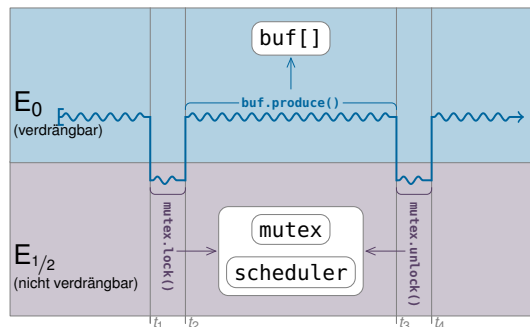 buf[]
buf.produce()
E0
(verdrängbar)
mutex.lock()
mutex
scheduler
mutex.unlock()
E1/2
(nicht verdrängbar)
t1 t2 t3 t4